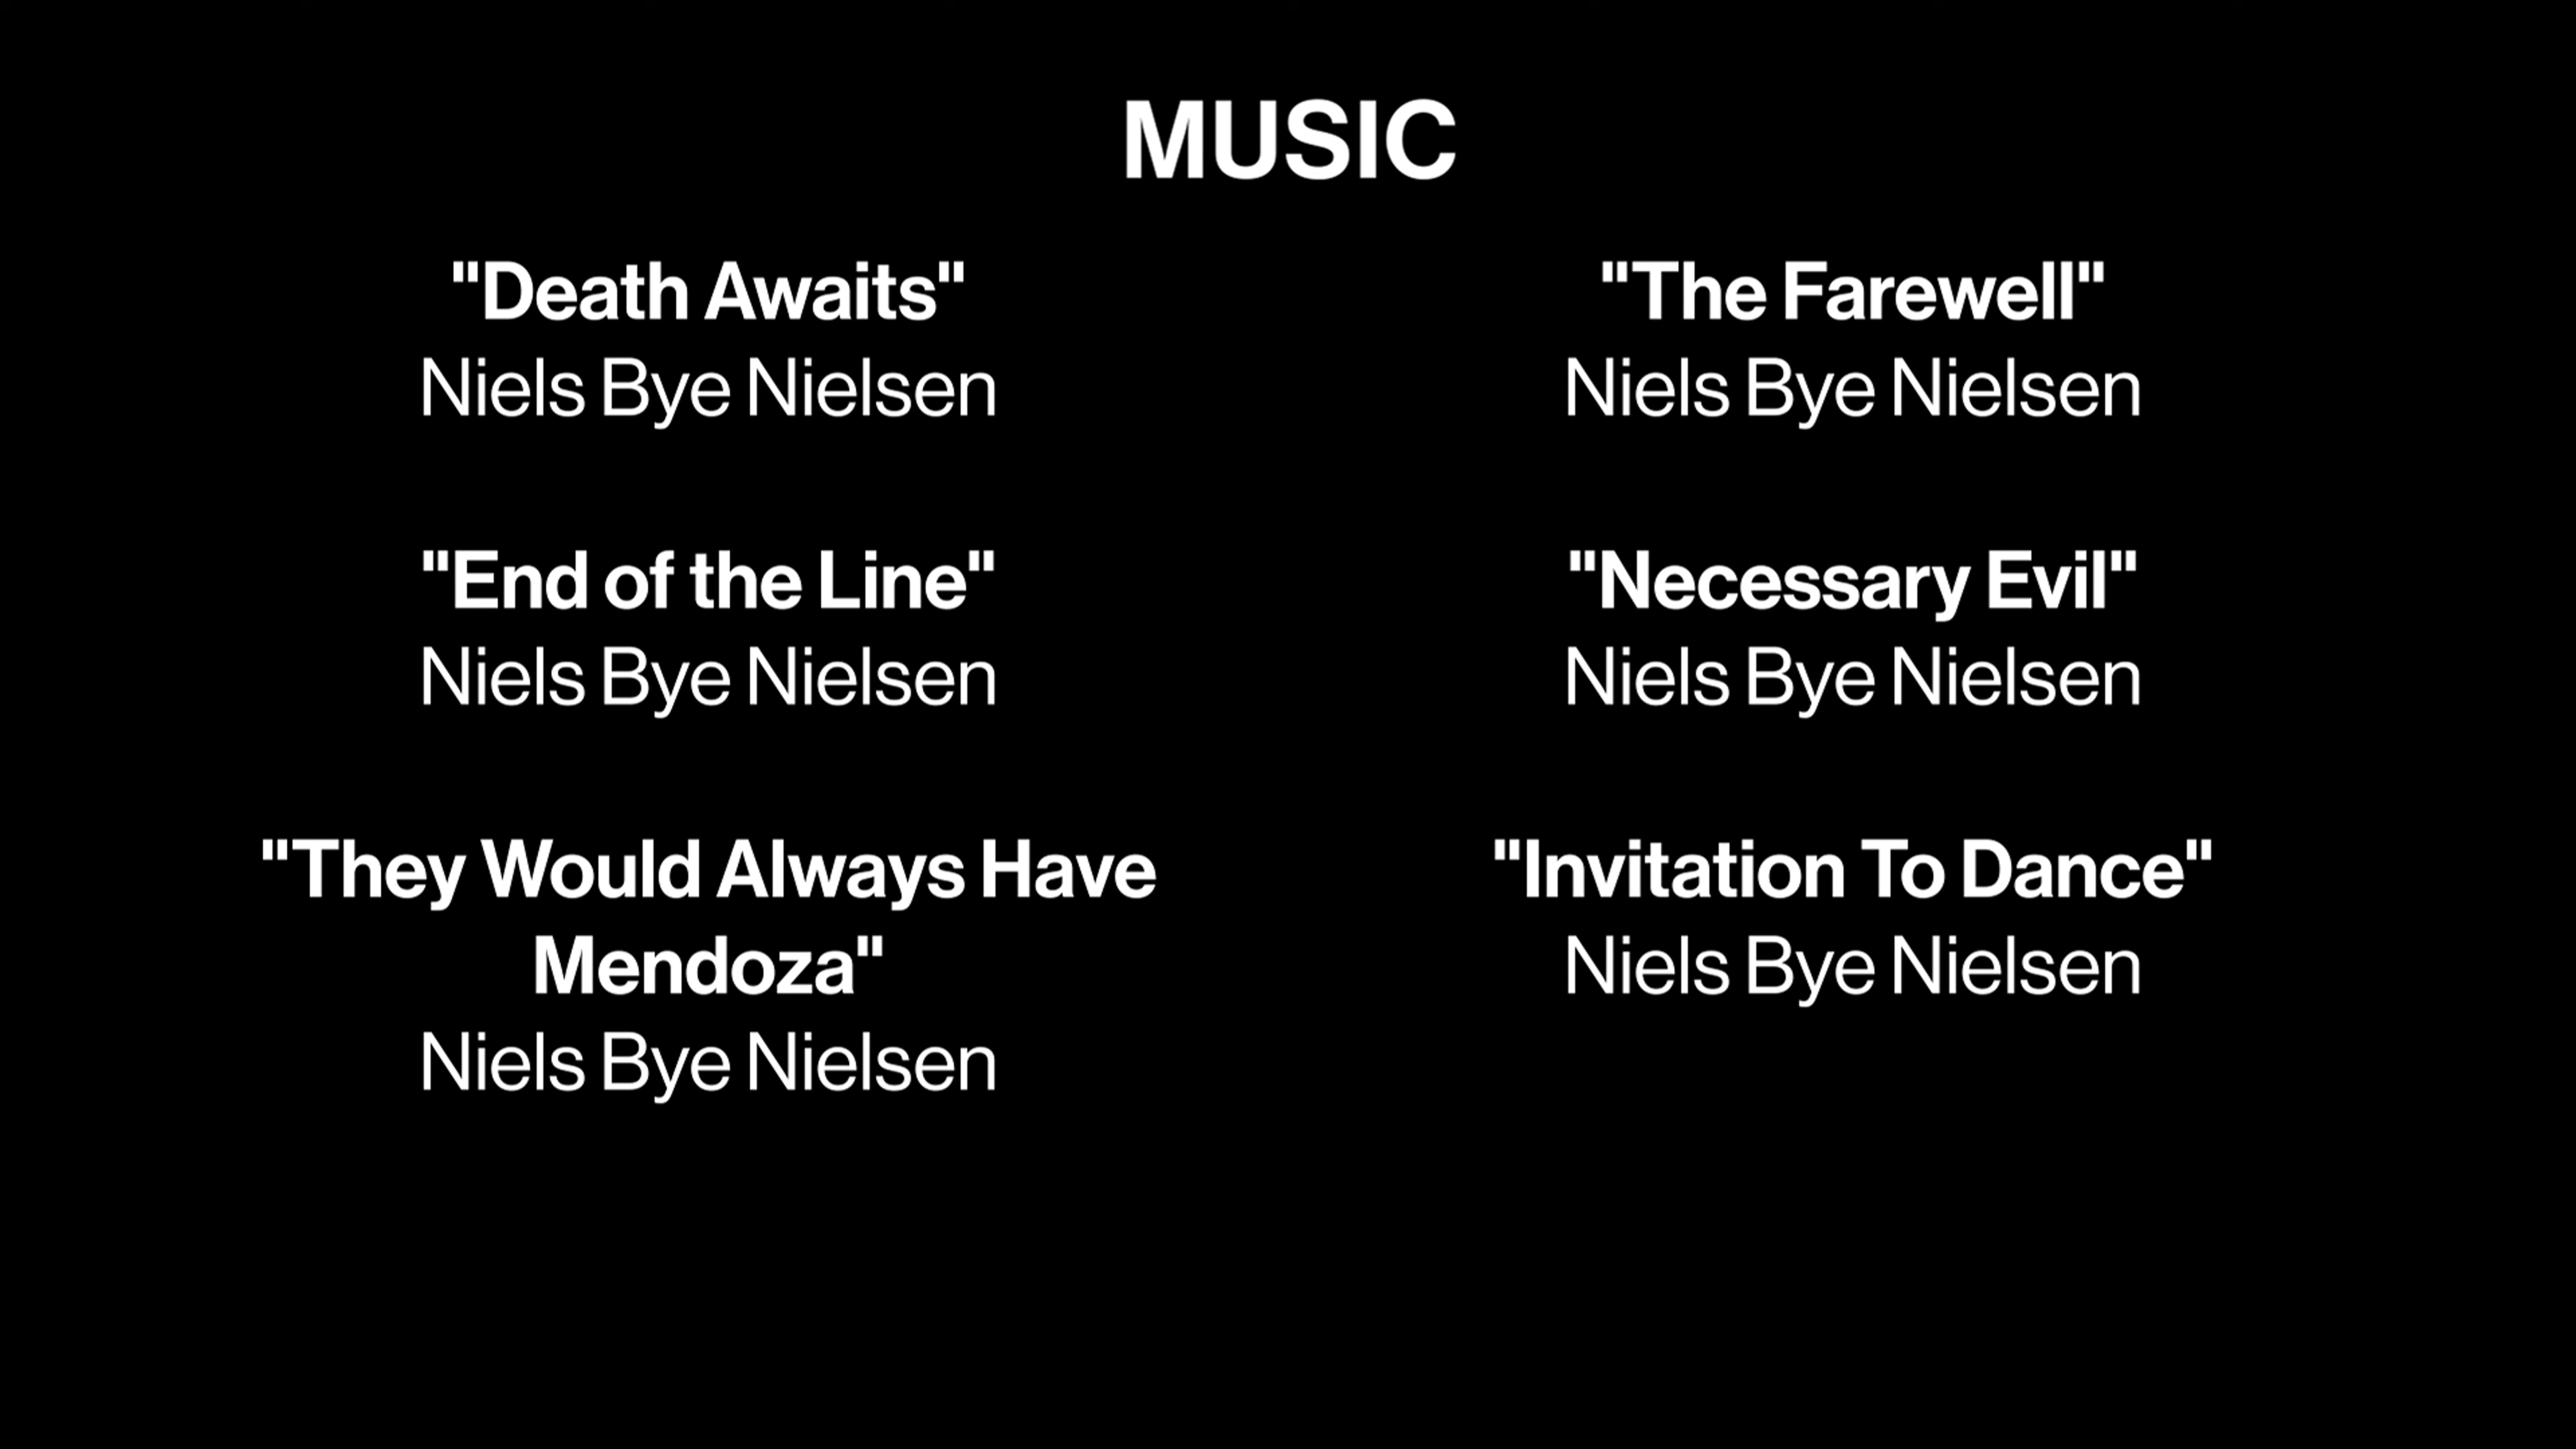 MUSIC
"Death Awaits"
Niels Bye Nielsen
"End of the Line"
Niels Bye Nielsen
"They Would Always Have
Mendoza"
Niels Bye Nielsen
"The Farewell"
Niels Bye Nielsen
"Necessary Evil"
Niels Bye Nielsen
"Invitation To Dance"
Niels Bye Nielsen